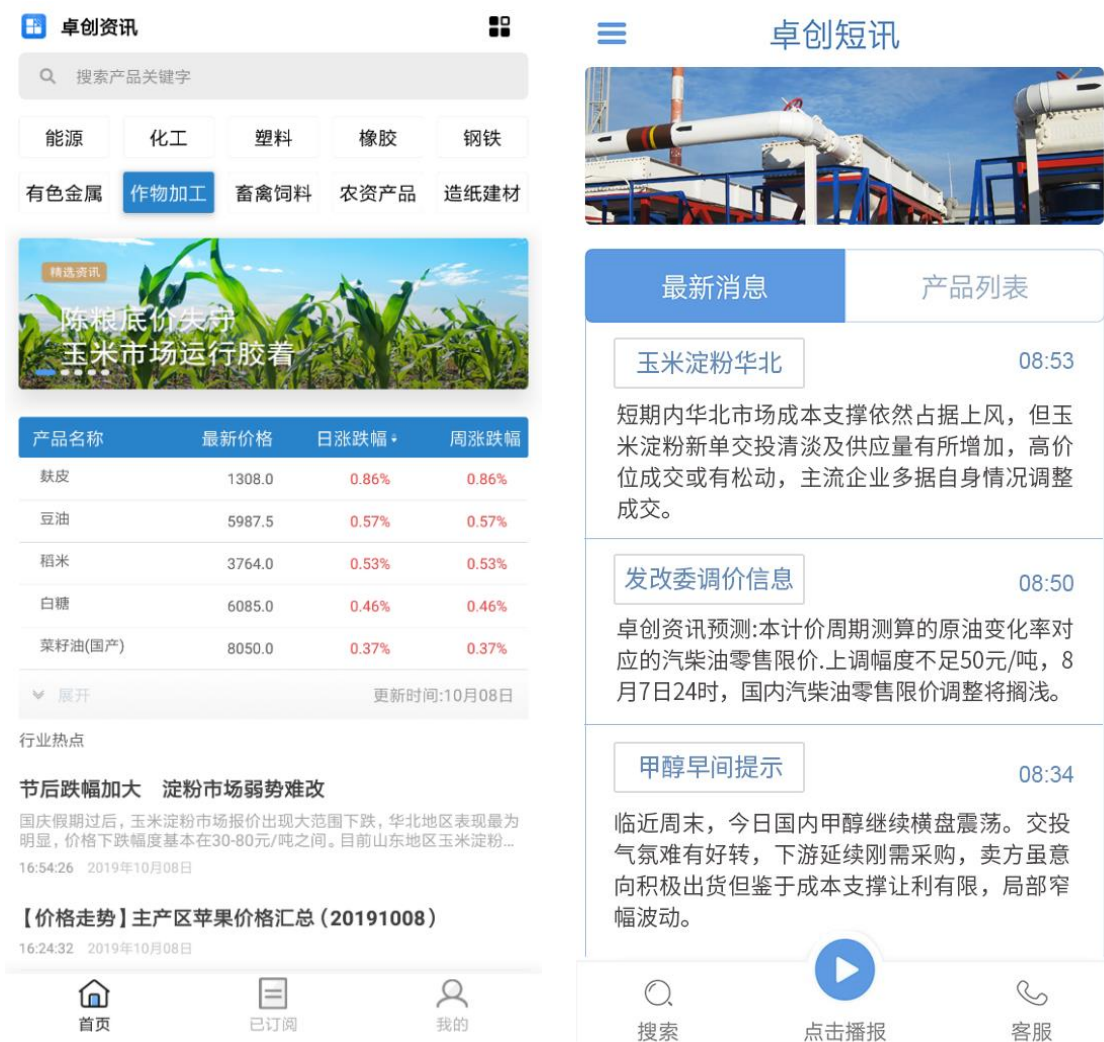 卓创资讯
搜索产品关键字
能源 化工 塑料 橡胶 钢铁
有色金属 作物加工 畜禽饲料 农资产品 造纸建材
精选资讯
陈粮底价失守
玉米市场运行胶着
产品名称 最新价格 日涨跌幅 周涨跌幅
麸皮 1308.0 0.86% 0.86%
豆油 5987.5 0.57% 0.57%
稻米 3764.0 0.53% 0.53%
白糖 6085.0 0.46% 0.46%
菜籽油(国产) 8050.0 0.37% 0.37%
展开 更新时间:10月08日
行业热点
节后跌幅加大 淀粉市场弱势难改
国庆假期过后，玉米淀粉市场报价出现大范围下跌，华北地区表现最为
明显，价格下跌幅度基本在30-80元/吨之间。目前山东地区玉米淀粉...
16:54:26 2019年10月08日
【价格走势】主产区苹果价格汇总（20191008）
16:24:32 2019年10月08日
首页 已订阅 我的
卓创短讯
最新消息 产品列表
玉米淀粉华北 08:53
短期内华北市场成本支撑依然占据上风，但玉
米淀粉新单交投清淡及供应量有所增加，高价
位成交或有松动，主流企业多据自身情况调整
成交。
发改委调价信息 08:50
卓创资讯预测:本计价周期测算的原油变化率对
应的汽柴油零售限价.上调幅度不足50元/吨，8
月7日24时，国内汽柴油零售限价调整将搁浅。
甲醇早间提示 08:34
临近周末，今日国内甲醇继续横盘震荡。交投
气氛难有好转，下游延续刚需采购，卖方虽意
向积极出货但鉴于成本支撑让利有限，局部窄
幅波动。
搜索 点击播报 客服